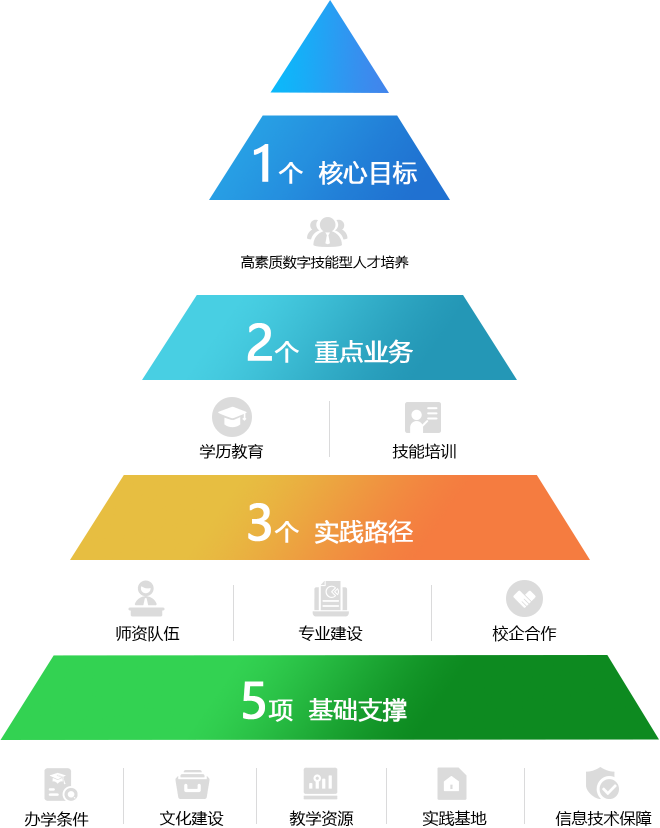 1个 核心目标
高素质数字技能型人才培养
2个 重点业务
学历教育 技能培训
3个 实践路径
师资队伍 专业建设 校企合作
5项 基础支撑
办学条件 文化建设 教学资源 实践基地 信息技术保障